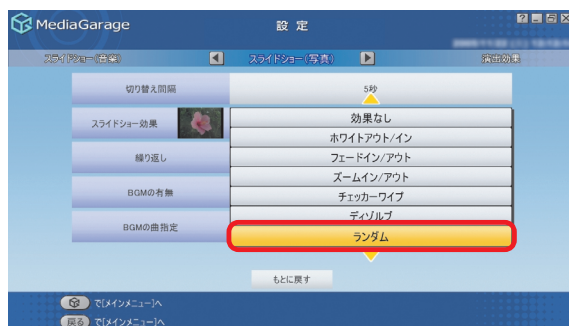 MediaGarage
設 定
スライドショー(音楽)
スライドショー(写真)
演出効果
切り替え間隔
5秒
スライドショー効果
効果なし
ホワイトアウト/イン
繰り返し
フェードイン/アウト
ズームイン/アウト
BGMの有無
チェッカーワイプ
ディゾルブ
BGMの曲指定
ランダム
もとに戻す
で[メインメニュー]へ
戻る で[メインメニュー]へ